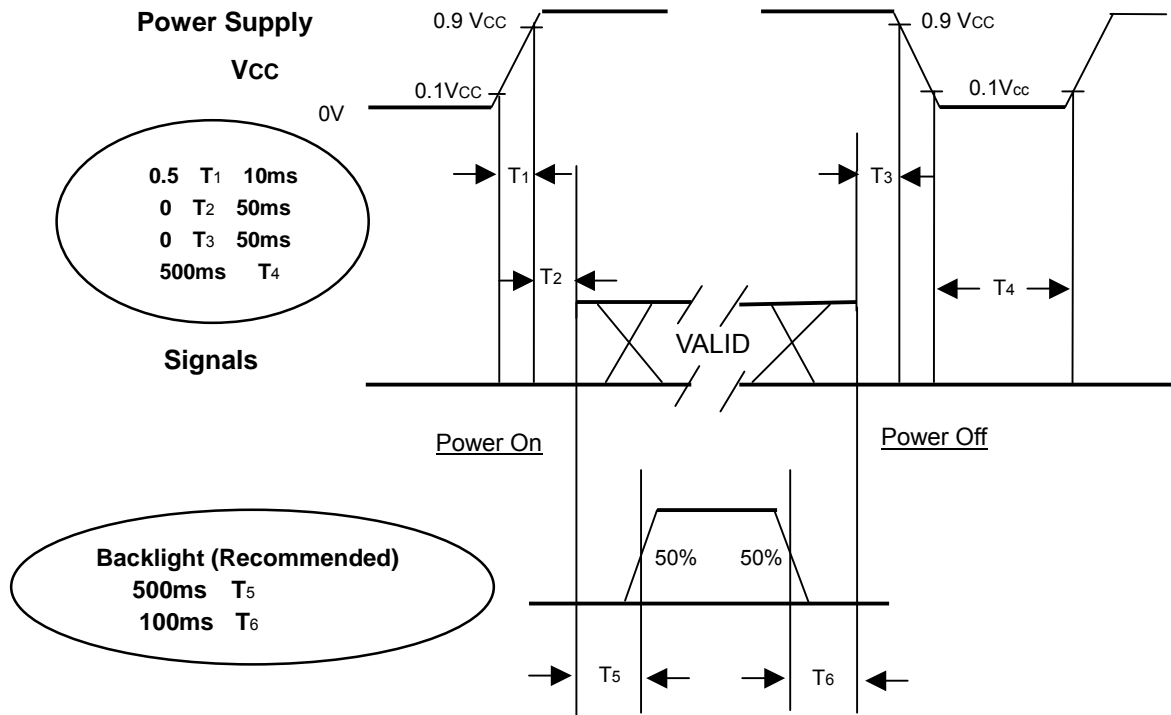 Power Supply
VCC
0.9 VCC
0.1VCC
0V
0.9 VCC
0.1Vcc
0.5 T1 10ms
0 T2 50ms
0 T3 50ms
500ms T4
T1
T2
T3
T4
Signals
VALID
Power On
Power Off
Backlight (Recommended)
500ms T5
100ms T6
50% 50%
T5
T6